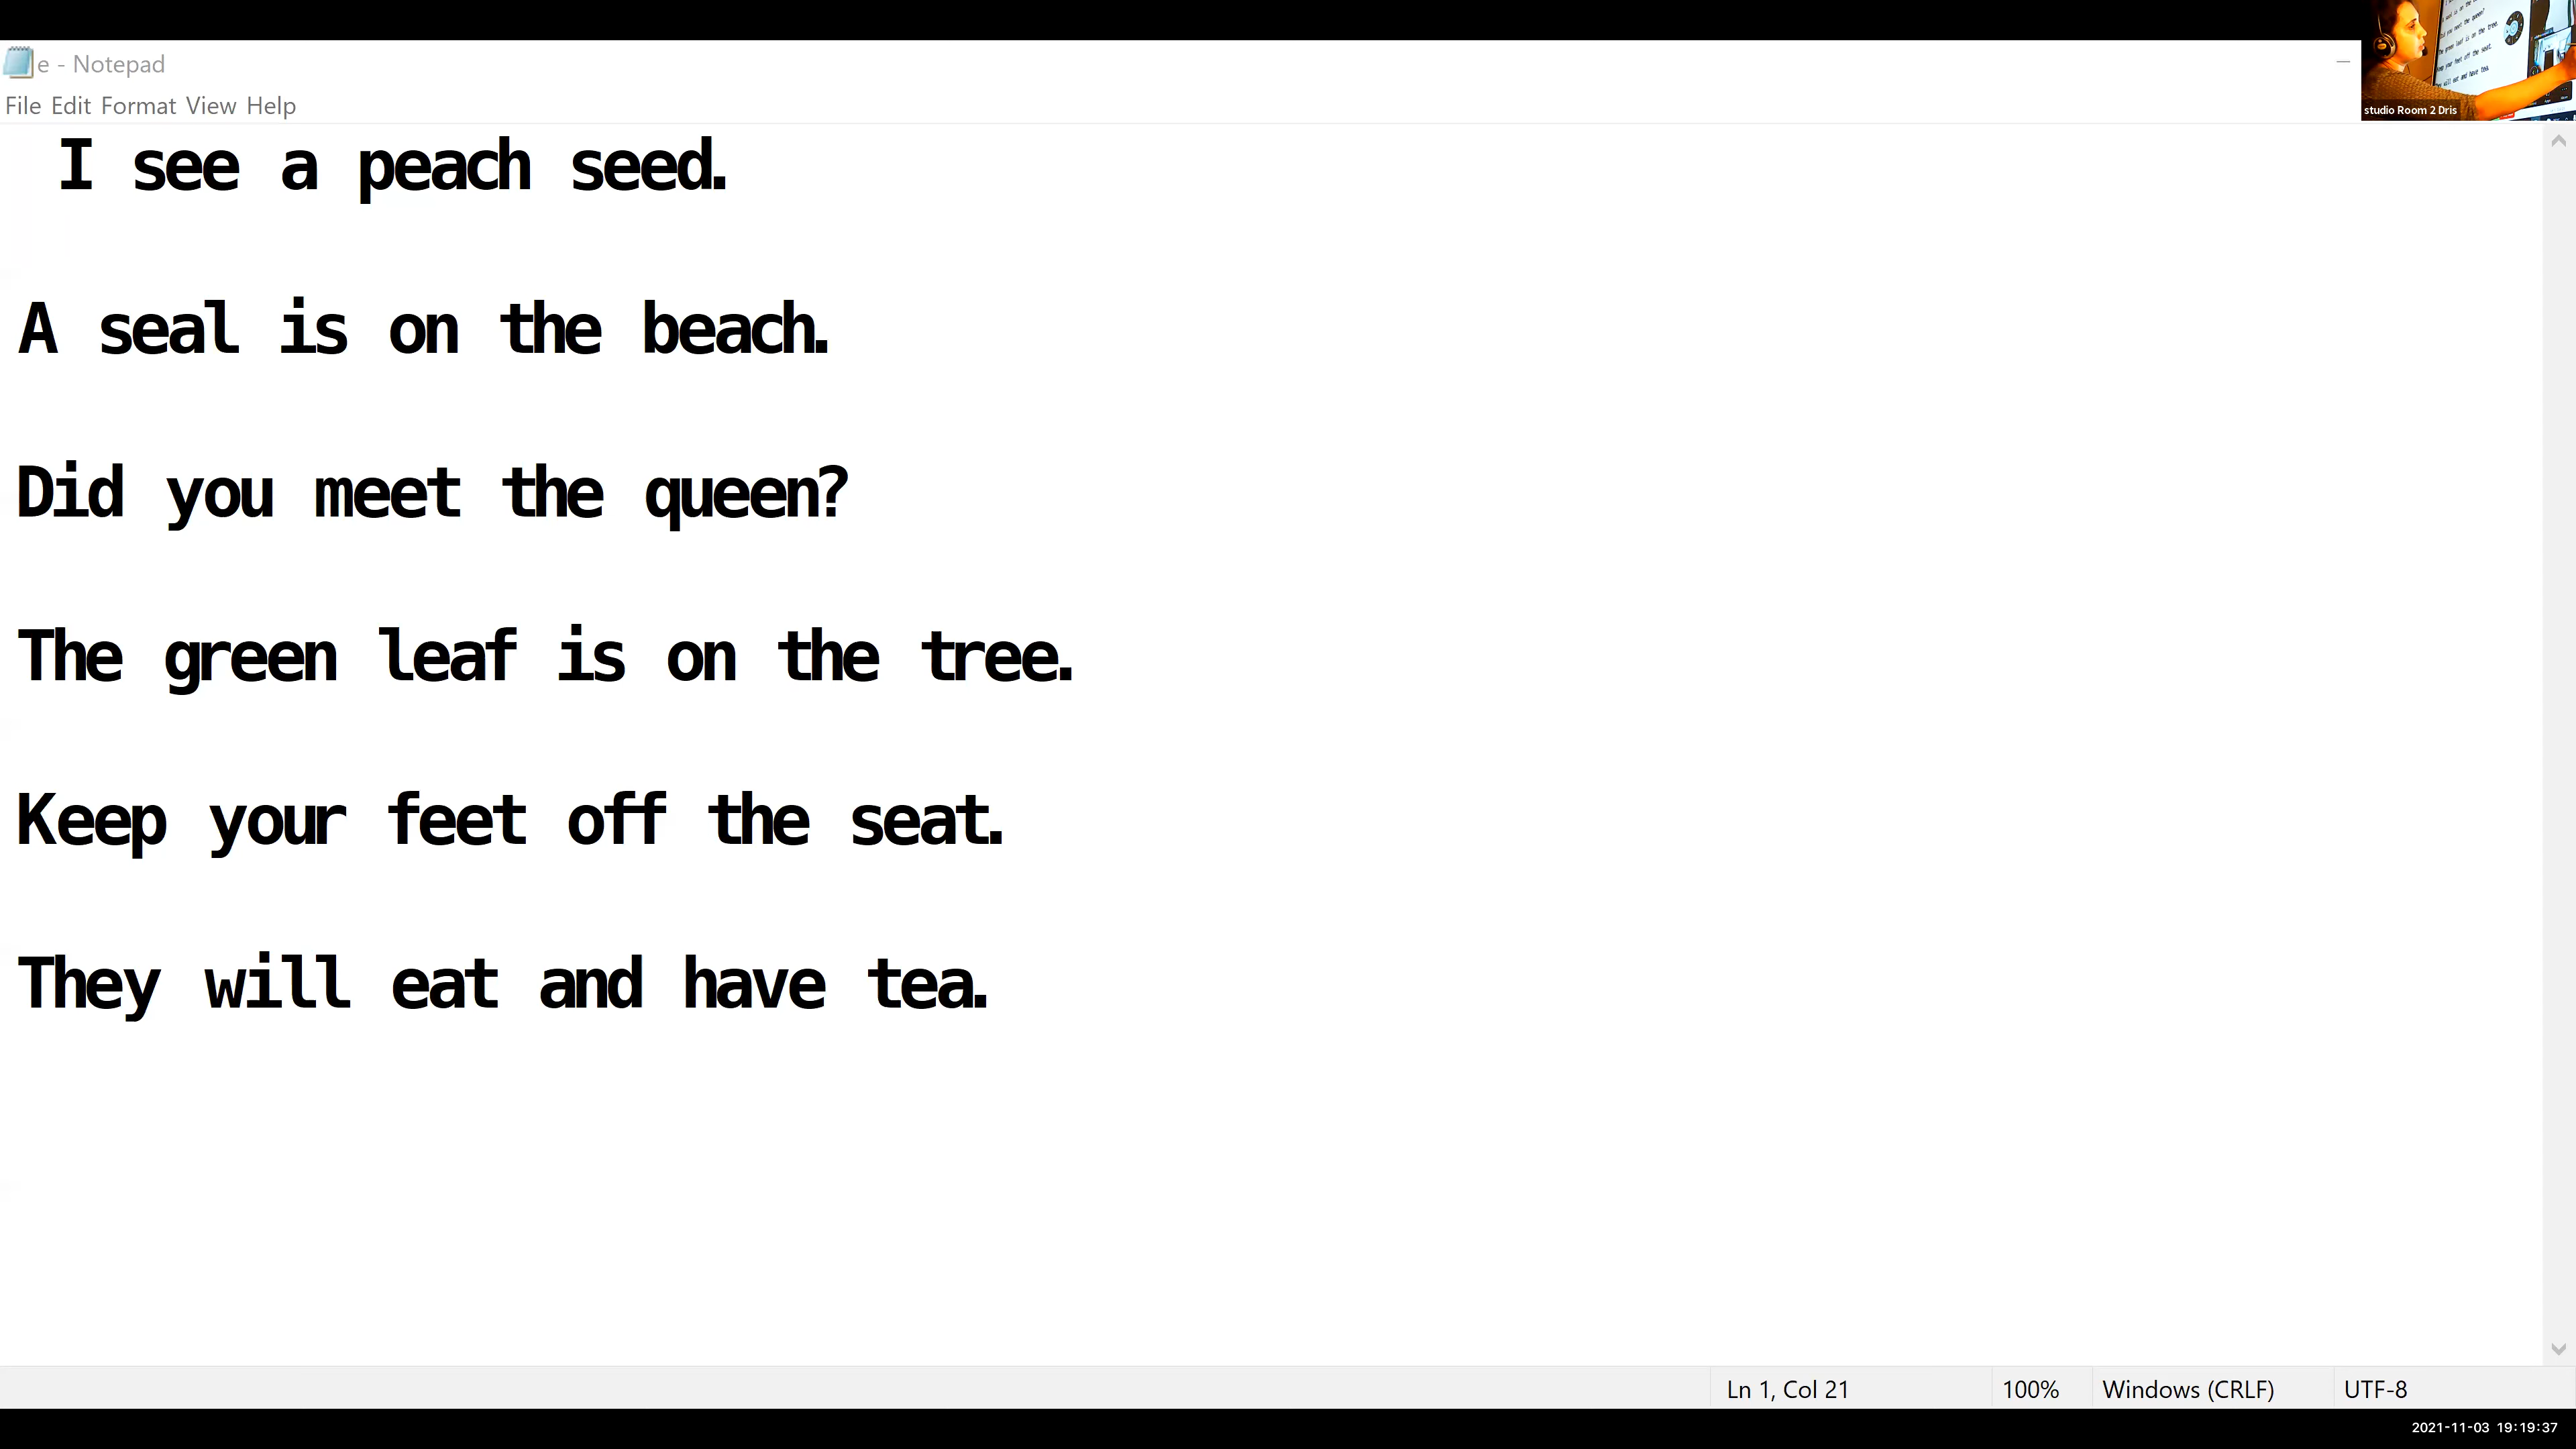 e - Notepad
File Edit Format View Help
I see a peach seed.
A seal is on the beach.
Did you meet the queen?
The green leaf is on the tree.
Keep your feet off the seat.
They will eat and have tea.
studio Room 2 Dris
Ln 1, Col 21
100%
Windows (CRLF)
UTF-8
2021-11-03 19:19:37